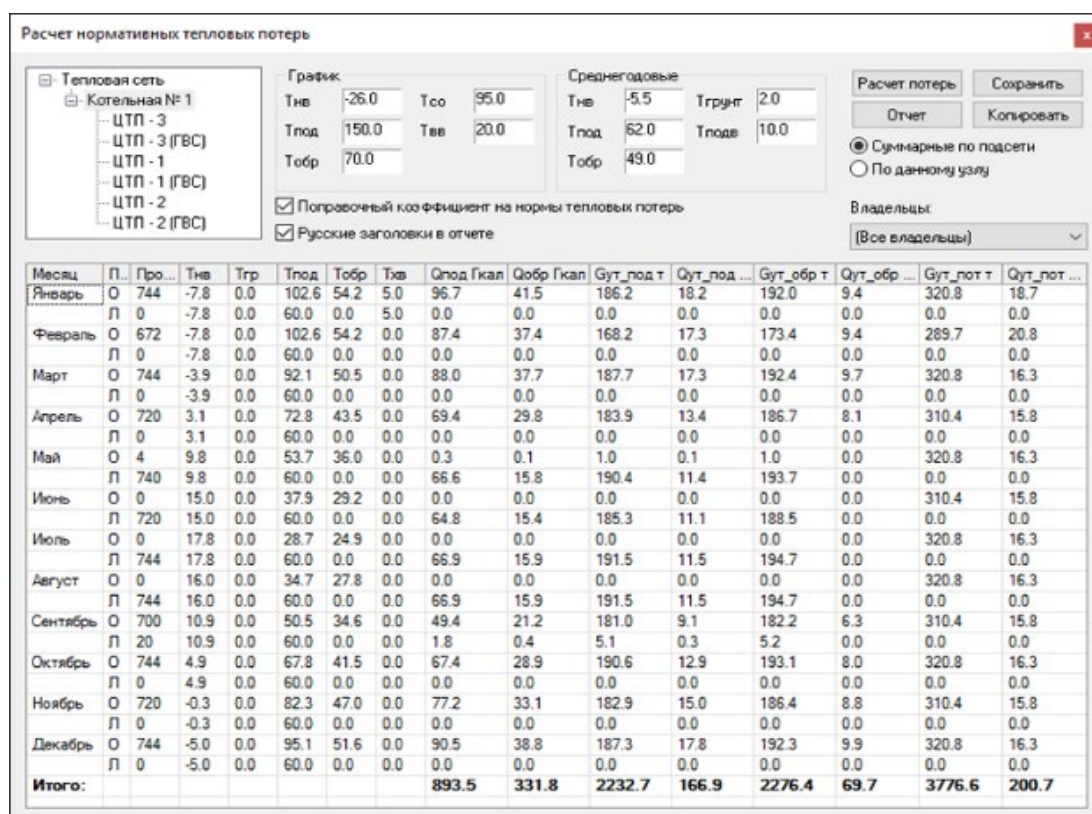 Расчет нормативных тепловых потерь
x
Тепловая сеть
Котельная № 1
ЦТП - 3
ЦТП - 3 (ГВС)
ЦТП - 1
ЦТП - 1 (ГВС)
ЦТП - 2
ЦТП - 2 (ГВС)
График
Тнв -26.0 Тсо 95.0
Тпод 150.0 Твв 20.0
Тобр 70.0
Среднегодовые
Тнв -5.5 Тгрунт 2.0
Тпод 62.0 Тподв 10.0
Тобр 49.0
Поправочный коэффициент на нормы тепловых потерь
Русские заголовки в отчете
Расчет потерь Сохранить
Отчет Копировать
Суммарные по подсети
По данному узлу
Владельцы:
(Все владельцы)
Месяц П... Про... Тнв Тгр Тпод Тобр Тхв Qпод Гкал Qобр Гкал Gут_под т Qут_под ... Gут_обр т Qут_обр ... Gут_пот т Qут_пот ...
Январь О 744 -7.8 0.0 102.6 54.2 5.0 96.7 41.5 186.2 18.2 192.0 9.4 320.8 18.7
Л 0 -7.8 0.0 60.0 0.0 5.0 0.0 0.0 0.0 0.0 0.0 0.0 0.0 0.0
Февраль О 672 -7.8 0.0 102.6 54.2 0.0 87.4 37.4 168.2 17.3 173.4 9.4 289.7 20.8
Л 0 -7.8 0.0 60.0 0.0 0.0 0.0 0.0 0.0 0.0 0.0 0.0 0.0 0.0
Март О 744 -3.9 0.0 92.1 50.5 0.0 88.0 37.7 187.7 17.3 192.4 9.7 320.8 16.3
Л 0 -3.9 0.0 60.0 0.0 0.0 0.0 0.0 0.0 0.0 0.0 0.0 0.0 0.0
Апрель О 720 3.1 0.0 72.8 43.5 0.0 69.4 29.8 183.9 13.4 186.7 8.1 310.4 15.8
Л 0 3.1 0.0 60.0 0.0 0.0 0.0 0.0 0.0 0.0 0.0 0.0 0.0 0.0
Май О 4 9.8 0.0 53.7 36.0 0.0 0.3 0.1 1.0 0.1 1.0 0.0 320.8 16.3
Л 740 9.8 0.0 60.0 0.0 0.0 66.6 15.8 190.4 11.4 193.7 0.0 0.0 0.0
Июнь О 0 15.0 0.0 37.9 29.2 0.0 0.0 0.0 0.0 0.0 0.0 0.0 310.4 15.8
Л 720 15.0 0.0 60.0 0.0 0.0 64.8 15.4 185.3 11.1 188.5 0.0 0.0 0.0
Июль О 0 17.8 0.0 28.7 24.9 0.0 0.0 0.0 0.0 0.0 0.0 0.0 320.8 16.3
Л 744 17.8 0.0 60.0 0.0 0.0 66.9 15.9 191.5 11.5 194.7 0.0 0.0 0.0
Август О 0 16.0 0.0 34.7 27.8 0.0 0.0 0.0 0.0 0.0 0.0 0.0 320.8 16.3
Л 744 16.0 0.0 60.0 0.0 0.0 66.9 15.9 191.5 11.5 194.7 0.0 0.0 0.0
Сентябрь О 700 10.9 0.0 50.5 34.6 0.0 49.4 21.2 181.0 9.1 182.2 6.3 310.4 15.8
Л 20 10.9 0.0 60.0 0.0 0.0 1.8 0.4 5.1 0.3 5.2 0.0 0.0 0.0
Октябрь О 744 4.9 0.0 67.8 41.5 0.0 67.4 28.9 190.6 12.9 193.1 8.0 320.8 16.3
Л 0 4.9 0.0 60.0 0.0 0.0 0.0 0.0 0.0 0.0 0.0 0.0 0.0 0.0
Ноябрь О 720 -0.3 0.0 82.3 47.0 0.0 77.2 33.1 182.9 15.0 186.4 8.8 310.4 15.8
Л 0 -0.3 0.0 60.0 0.0 0.0 0.0 0.0 0.0 0.0 0.0 0.0 0.0 0.0
Декабрь О 744 -5.0 0.0 95.1 51.6 0.0 90.5 38.8 187.3 17.8 192.3 9.9 320.8 16.3
Л 0 -5.0 0.0 60.0 0.0 0.0 0.0 0.0 0.0 0.0 0.0 0.0 0.0 0.0
Итого: 893.5 331.8 2232.7 166.9 2276.4 69.7 3776.6 200.7